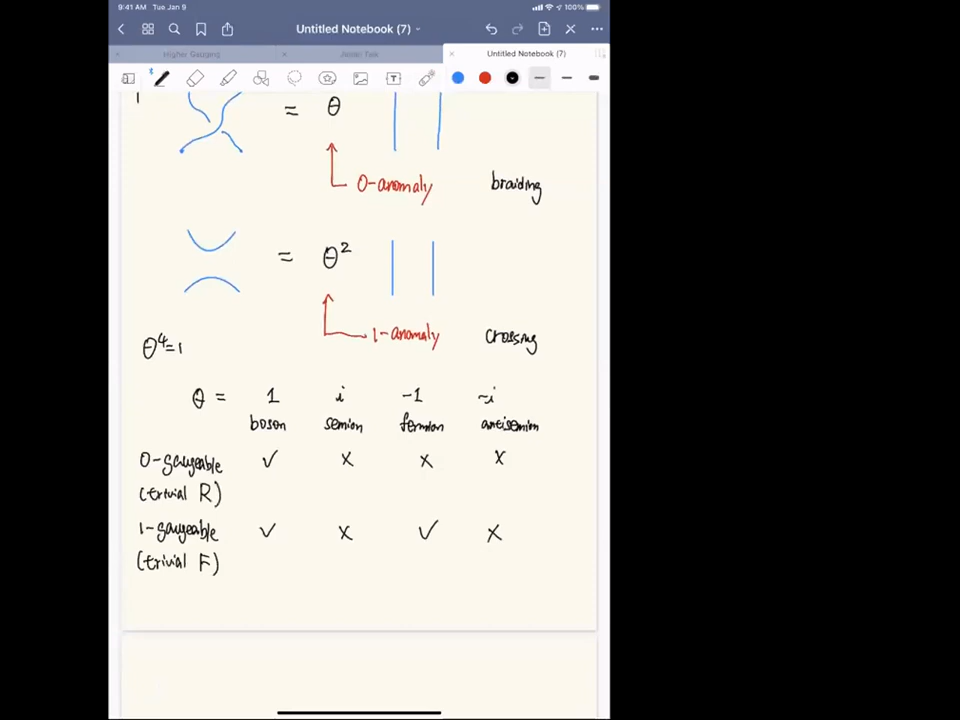 9:41 AM Tue Jan 9
100%
Untitled Notebook (7)
Higher Gauging
Untitled Notebook (7)
= θ
0-anomaly
braiding
= θ²
1-anomaly
crossing
θ⁴=1
θ = 1 i -1 -i
boson semion fermion antisemion
0-gaugeable ✓ x x x
(trivial R)
1-gaugeable ✓ x ✓ x
(trivial F)